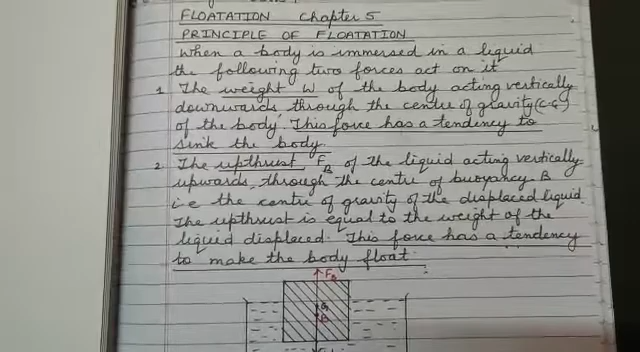 FLOATATION Chapter 5
PRINCIPLE OF FLOATATION
When a body is immersed in a liquid
the following two forces act on it
1. The weight W of the body acting vertically
downwards, through the centre of gravity (C.G)
of the body. This force has a tendency to
sink the body.
2. The upthrust FB of the liquid acting vertically
upwards, through the centre of buoyancy B
i.e the centre of gravity of the displaced liquid.
The upthrust is equal to the weight of the
liquid displaced. This force has a tendency
to make the body float.
FB
G
B